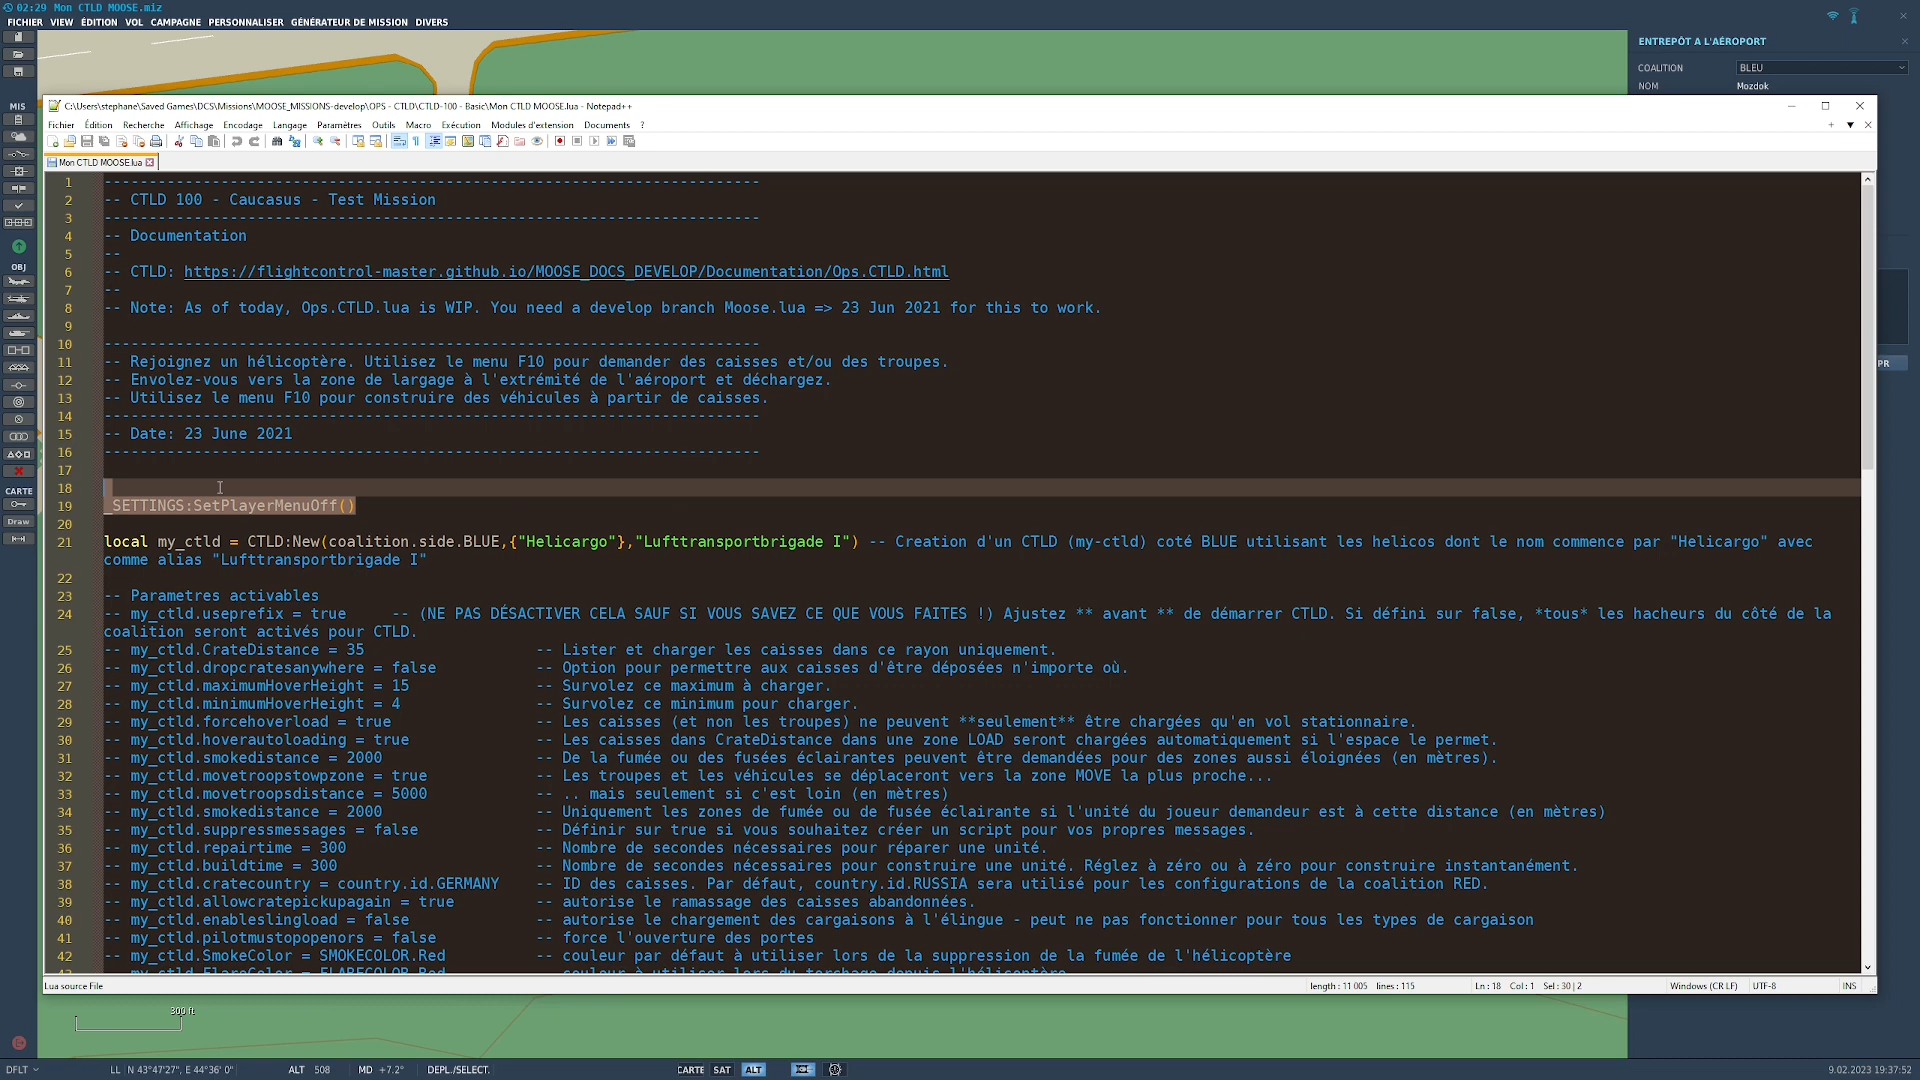 02:29 Mon CTLD MOOSE.miz
FICHIER VIEW ÉDITION VOL CAMPAGNE PERSONNALISER GÉNÉRATEUR DE MISSION DIVERS
ENTREPÔT A L'AÉROPORT
COALITION BLEU
NOM Mozdok
MIS
OBJ
CARTE
Draw
PR
C:\Users\stephane\Saved Games\DCS\Missions\MOOSE_MISSIONS-develop\OPS - CTLD\CTLD-100 - Basic\Mon CTLD MOOSE.lua - Notepad++
Fichier Édition Recherche Affichage Encodage Langage Paramètres Outils Macro Exécution Modules d'extension Documents ?
Mon CTLD MOOSE.lua
1 -------------------------------------------------------------------------
2 -- CTLD 100 - Caucasus - Test Mission
3 -------------------------------------------------------------------------
4 -- Documentation
5 --
6 -- CTLD: https://flightcontrol-master.github.io/MOOSE_DOCS_DEVELOP/Documentation/Ops.CTLD.html
7 --
8 -- Note: As of today, Ops.CTLD.lua is WIP. You need a develop branch Moose.lua => 23 Jun 2021 for this to work.
9
10 -------------------------------------------------------------------------
11 -- Rejoignez un hélicoptère. Utilisez le menu F10 pour demander des caisses et/ou des troupes.
12 -- Envolez-vous vers la zone de largage à l'extrémité de l'aéroport et déchargez.
13 -- Utilisez le menu F10 pour construire des véhicules à partir de caisses.
14 -------------------------------------------------------------------------
15 -- Date: 23 June 2021
16 -------------------------------------------------------------------------
17
18
19 _SETTINGS:SetPlayerMenuOff()
20
21 local my_ctld = CTLD:New(coalition.side.BLUE,{"Helicargo"},"Lufttransportbrigade I") -- Creation d'un CTLD (my-ctld) coté BLUE utilisant les helicos dont le nom commence par "Helicargo" avec
comme alias "Lufttransportbrigade I"
22
23 -- Parametres activables
24 -- my_ctld.useprefix = true -- (NE PAS DÉSACTIVER CELA SAUF SI VOUS SAVEZ CE QUE VOUS FAITES !) Ajustez ** avant ** de démarrer CTLD. Si défini sur false, *tous* les hacheurs du côté de la
coalition seront activés pour CTLD.
25 -- my_ctld.CrateDistance = 35 -- Lister et charger les caisses dans ce rayon uniquement.
26 -- my_ctld.dropcratesanywhere = false -- Option pour permettre aux caisses d'être déposées n'importe où.
27 -- my_ctld.maximumHoverHeight = 15 -- Survolez ce maximum à charger.
28 -- my_ctld.minimumHoverHeight = 4 -- Survolez ce minimum pour charger.
29 -- my_ctld.forcehoverload = true -- Les caisses (et non les troupes) ne peuvent **seulement** être chargées qu'en vol stationnaire.
30 -- my_ctld.hoverautoloading = true -- Les caisses dans CrateDistance dans une zone LOAD seront chargées automatiquement si l'espace le permet.
31 -- my_ctld.smokedistance = 2000 -- De la fumée ou des fusées éclairantes peuvent être demandées pour des zones aussi éloignées (en mètres).
32 -- my_ctld.movetroopstowpzone = true -- Les troupes et les véhicules se déplaceront vers la zone MOVE la plus proche...
33 -- my_ctld.movetroopsdistance = 5000 -- .. mais seulement si c'est loin (en mètres)
34 -- my_ctld.smokedistance = 2000 -- Uniquement les zones de fumée ou de fusée éclairante si l'unité du joueur demandeur est à cette distance (en mètres)
35 -- my_ctld.suppressmessages = false -- Définir sur true si vous souhaitez créer un script pour vos propres messages.
36 -- my_ctld.repairtime = 300 -- Nombre de secondes nécessaires pour réparer une unité.
37 -- my_ctld.buildtime = 300 -- Nombre de secondes nécessaires pour construire une unité. Réglez à zéro ou à zéro pour construire instantanément.
38 -- my_ctld.cratecountry = country.id.GERMANY -- ID des caisses. Par défaut, country.id.RUSSIA sera utilisé pour les configurations de la coalition RED.
39 -- my_ctld.allowcratepickupagain = true -- autorise le ramassage des caisses abandonnées.
40 -- my_ctld.enableslingload = false -- autorise le chargement des cargaisons à l'élingue - peut ne pas fonctionner pour tous les types de cargaison
41 -- my_ctld.pilotmustopopenors = false -- force l'ouverture des portes
42 -- my_ctld.SmokeColor = SMOKECOLOR.Red -- couleur par défaut à utiliser lors de la suppression de la fumée de l'hélicoptère
43 -- my_ctld.FlareColor = FLARECOLOR.Red -- couleur à utiliser lors du torchage depuis l'hélicoptère
Lua source File length : 11 005 lines : 115 Ln : 18 Col : 1 Sel : 30 | 2 Windows (CR LF) UTF-8 INS
300 ft
DFLT LL N 43°47'27", E 44°36' 0" ALT 508 MD +7.2° DEPL./SELECT. CARTE SAT ALT 9.02.2023 19:37:52